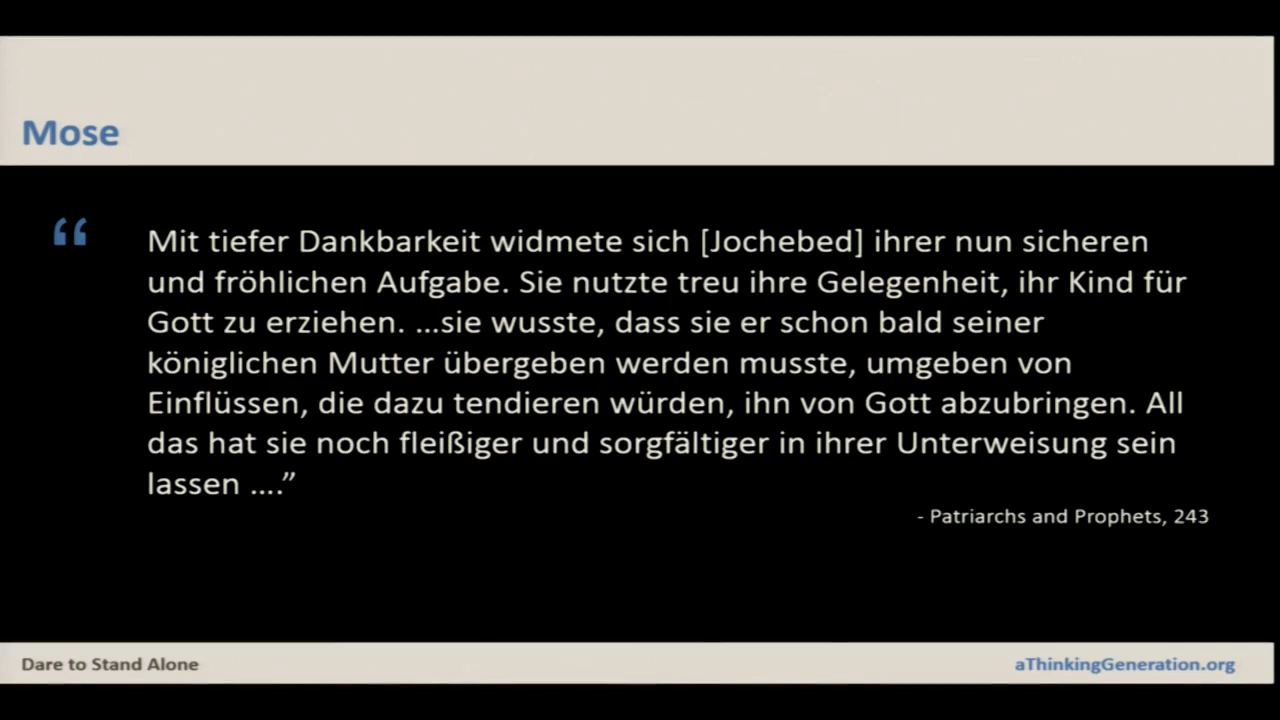 Mose
“
Mit tiefer Dankbarkeit widmete sich [Jochebed] ihrer nun sicheren
und fröhlichen Aufgabe. Sie nutzte treu ihre Gelegenheit, ihr Kind für
Gott zu erziehen. ...sie wusste, dass sie er schon bald seiner
königlichen Mutter übergeben werden musste, umgeben von
Einflüssen, die dazu tendieren würden, ihn von Gott abzubringen. All
das hat sie noch fleißiger und sorgfältiger in ihrer Unterweisung sein
lassen ....”
- Patriarchs and Prophets, 243
Dare to Stand Alone
aThinkingGeneration.org